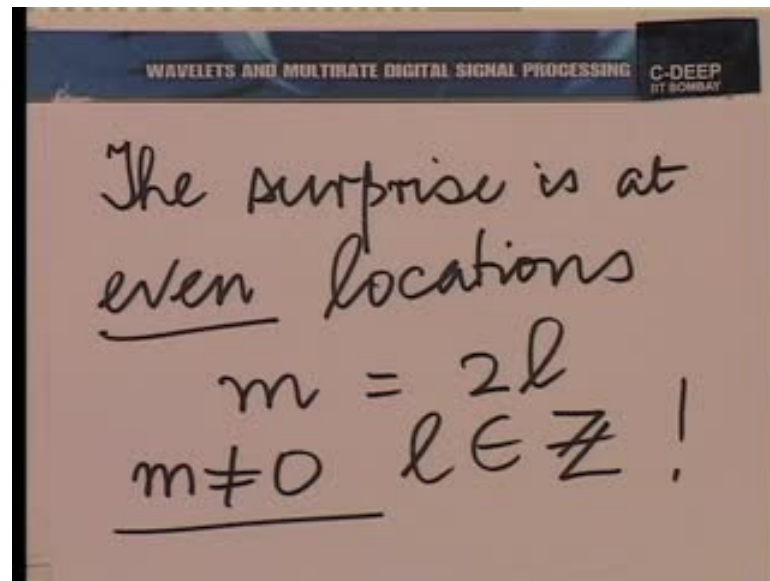 WAVELETS AND MULTIRATE DIGITAL SIGNAL PROCESSING
C-DEEP
IIT BOMBAY
The surprise is at
even locations
m = 2l
m≠0 l∈ℤ !